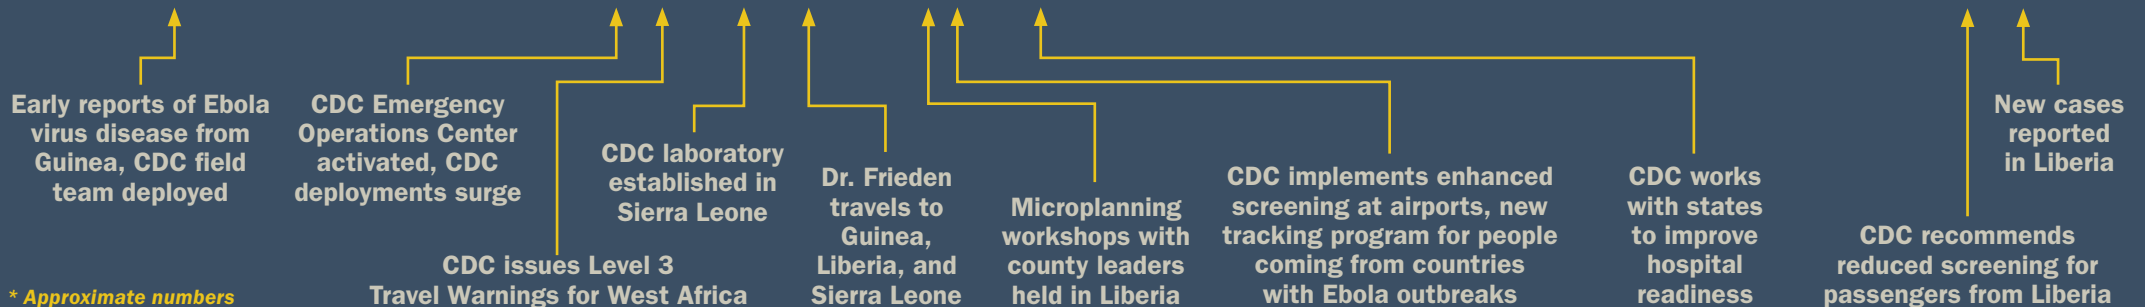 Early reports of Ebola
virus disease from
Guinea, CDC field
team deployed
CDC Emergency
Operations Center
activated, CDC
deployments surge
CDC issues Level 3
Travel Warnings for West Africa
CDC laboratory
established in
Sierra Leone
Dr. Frieden
travels to
Guinea,
Liberia, and
Sierra Leone
Microplanning
workshops with
county leaders
held in Liberia
CDC implements enhanced
screening at airports, new
tracking program for people
coming from countries
with Ebola outbreaks
CDC works
with states
to improve
hospital
readiness
CDC recommends
reduced screening for
passengers from Liberia
New cases
reported
in Liberia
* Approximate numbers